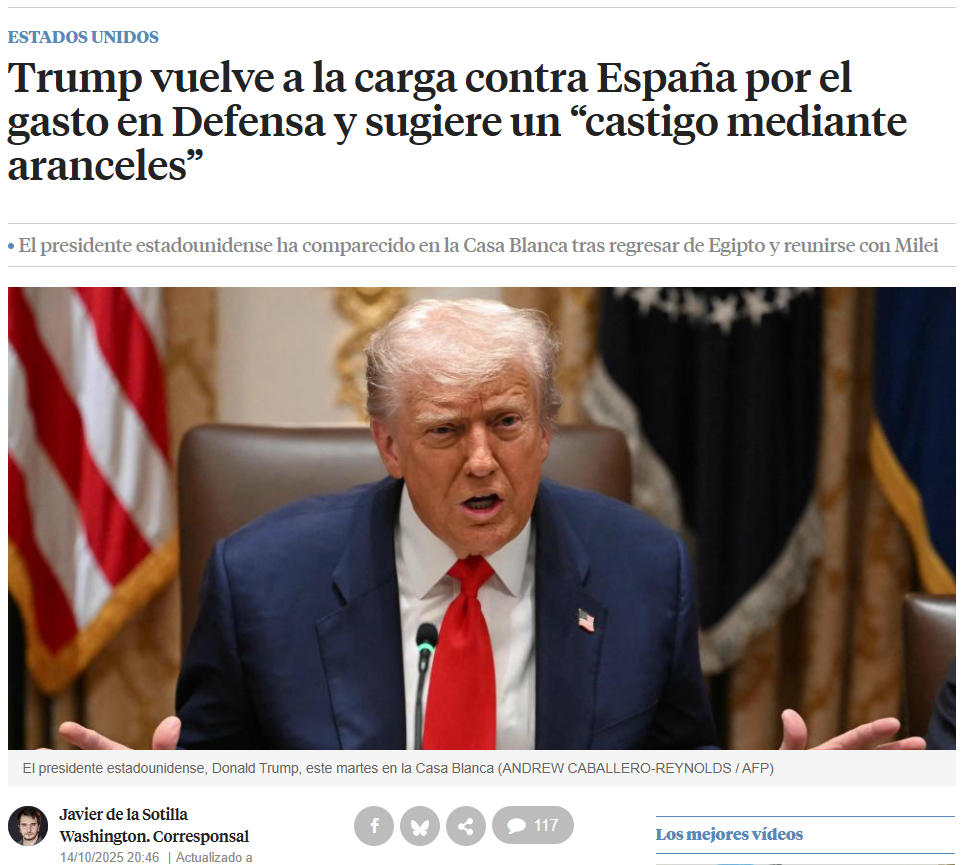 ESTADOS UNIDOS
Trump vuelve a la carga contra España por el
gasto en Defensa y sugiere un “castigo mediante
aranceles”
• El presidente estadounidense ha comparecido en la Casa Blanca tras regresar de Egipto y reunirse con Milei
El presidente estadounidense, Donald Trump, este martes en la Casa Blanca (ANDREW CABALLERO-REYNOLDS / AFP)
Javier de la Sotilla
Washington. Corresponsal
14/10/2025 20:46 | Actualizado a
117
Los mejores vídeos